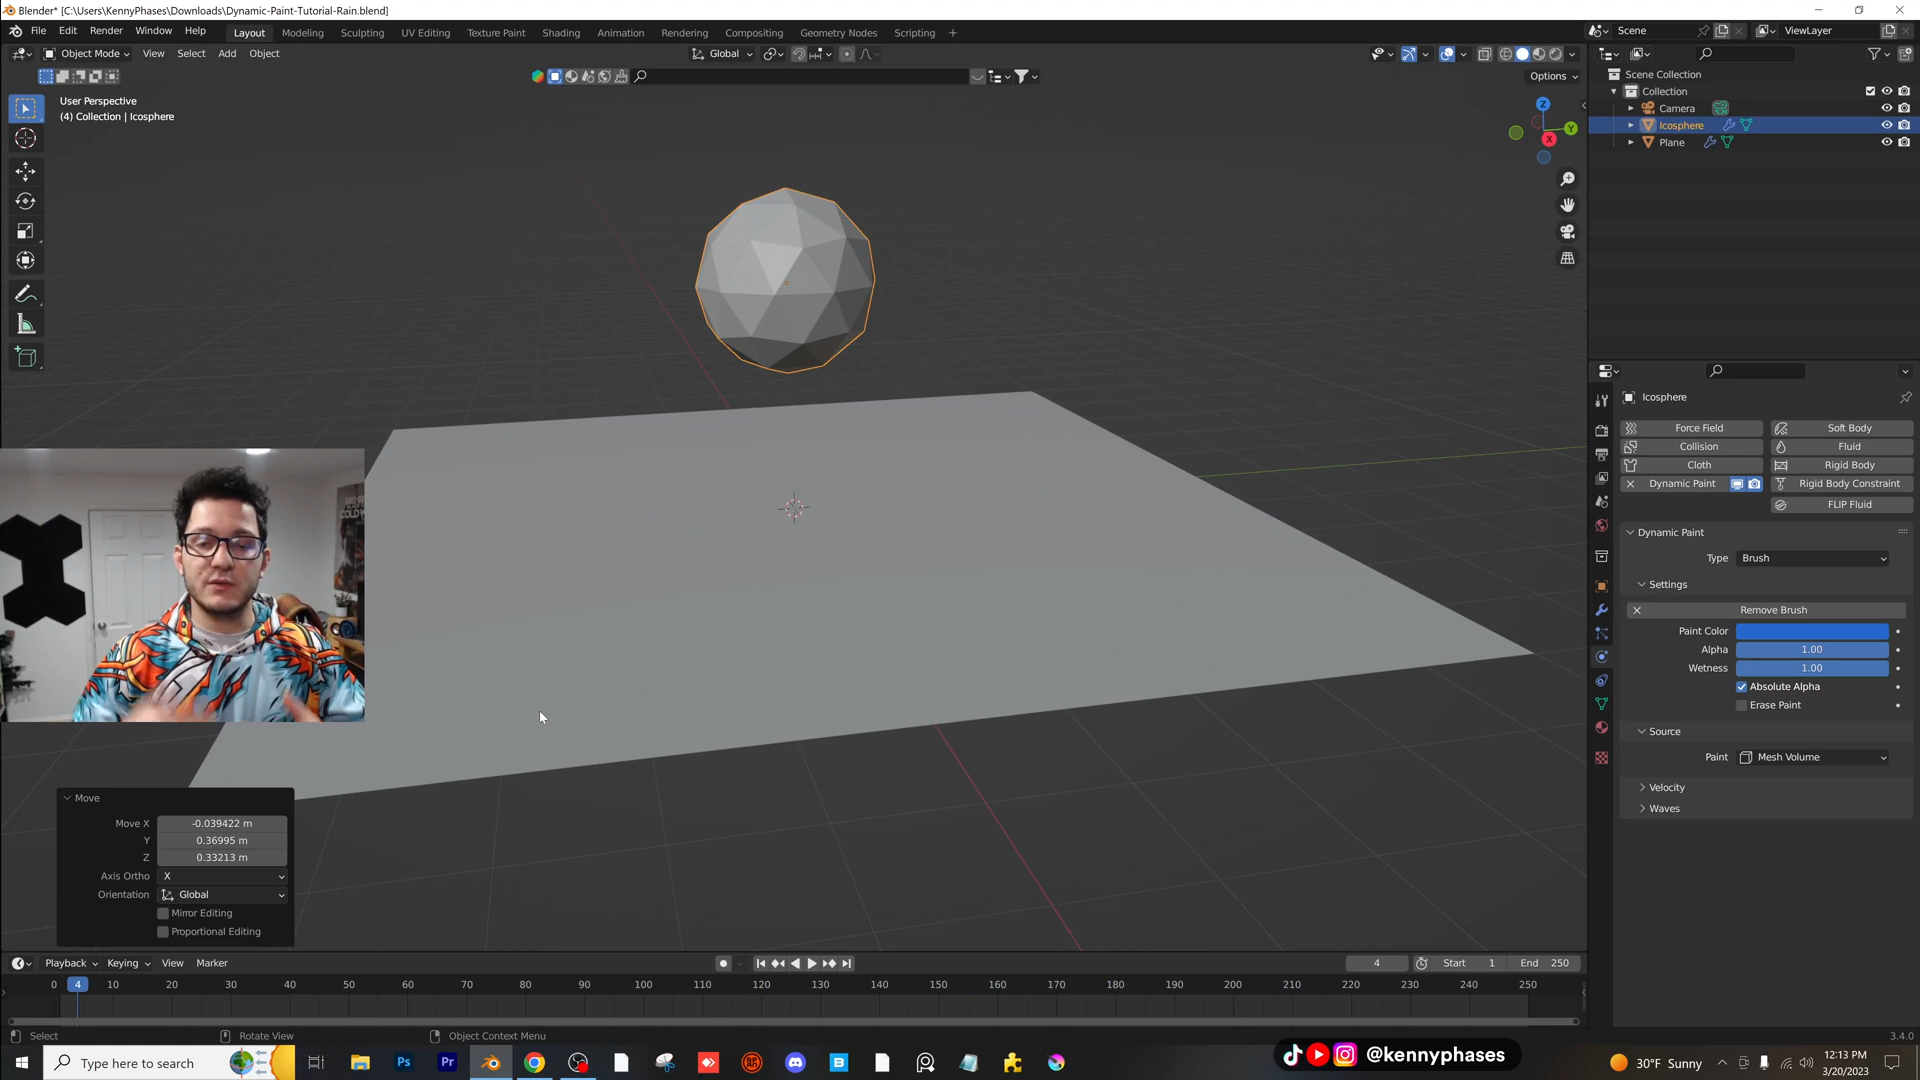 Blender* [C:\Users\KennyPhases\Downloads\Dynamic-Paint-Tutorial-Rain.blend]
File Edit Render Window Help Layout Modeling Sculpting UV Editing Texture Paint Shading Animation Rendering Compositing Geometry Nodes Scripting + Scene ViewLayer
Object Mode View Select Add Object Global
Options
User Perspective
(4) Collection | Icosphere
Z
Y
X
Scene Collection
Collection
Camera
Icosphere
Plane
Icosphere
Force Field Soft Body
Collision Fluid
Cloth Rigid Body
Dynamic Paint Rigid Body Constraint
FLIP Fluid
Dynamic Paint
Type Brush
Settings
Remove Brush
Paint Color
Alpha 1.00
Wetness 1.00
Absolute Alpha
Erase Paint
Source
Paint Mesh Volume
Velocity
Waves
Move
Move X -0.039422 m
Y 0.36995 m
Z 0.33213 m
Axis Ortho X
Orientation Global
Mirror Editing
Proportional Editing
Playback Keying View Marker 4 Start 1 End 250
0 4 10 20 30 40 50 60 70 80 90 100 110 120 130 140 150 160 170 180 190 200 210 220 230 240 250
Select Rotate View Object Context Menu 3.4.0
Type here to search Ps Pr @kennyphases 30°F Sunny 12:13 PM
3/20/2023